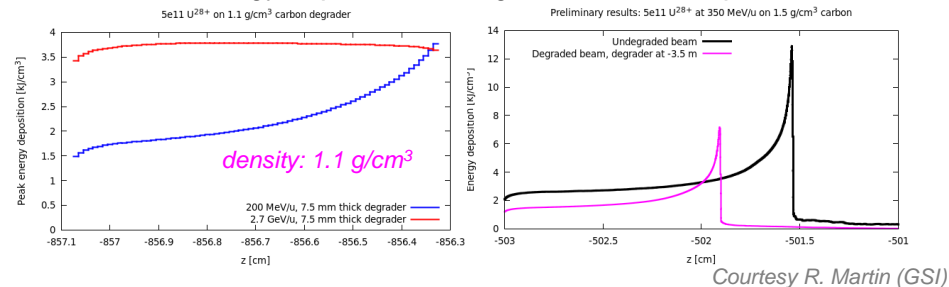 5e11 U²⁸⁺ on 1.1 g/cm³ carbon degrader
Peak energy deposition [kJ/cm³]
4
3.5
3
2.5
2
1.5
1
0.5
0
density: 1.1 g/cm³
200 MeV/u, 7.5 mm thick degrader
2.7 GeV/u, 7.5 mm thick degrader
-857.1 -857 -856.9 -856.8 -856.7 -856.6 -856.5 -856.4 -856.3
z [cm]
Preliminary results: 5e11 U²⁸⁺ at 350 MeV/u on 1.5 g/cm³ carbon
Energy deposition [kJ/cm³]
14
12
10
8
6
4
2
0
Undegraded beam
Degraded beam, degrader at -3.5 m
-503 -502.5 -502 -501.5 -501
z [cm]
Courtesy R. Martin (GSI)